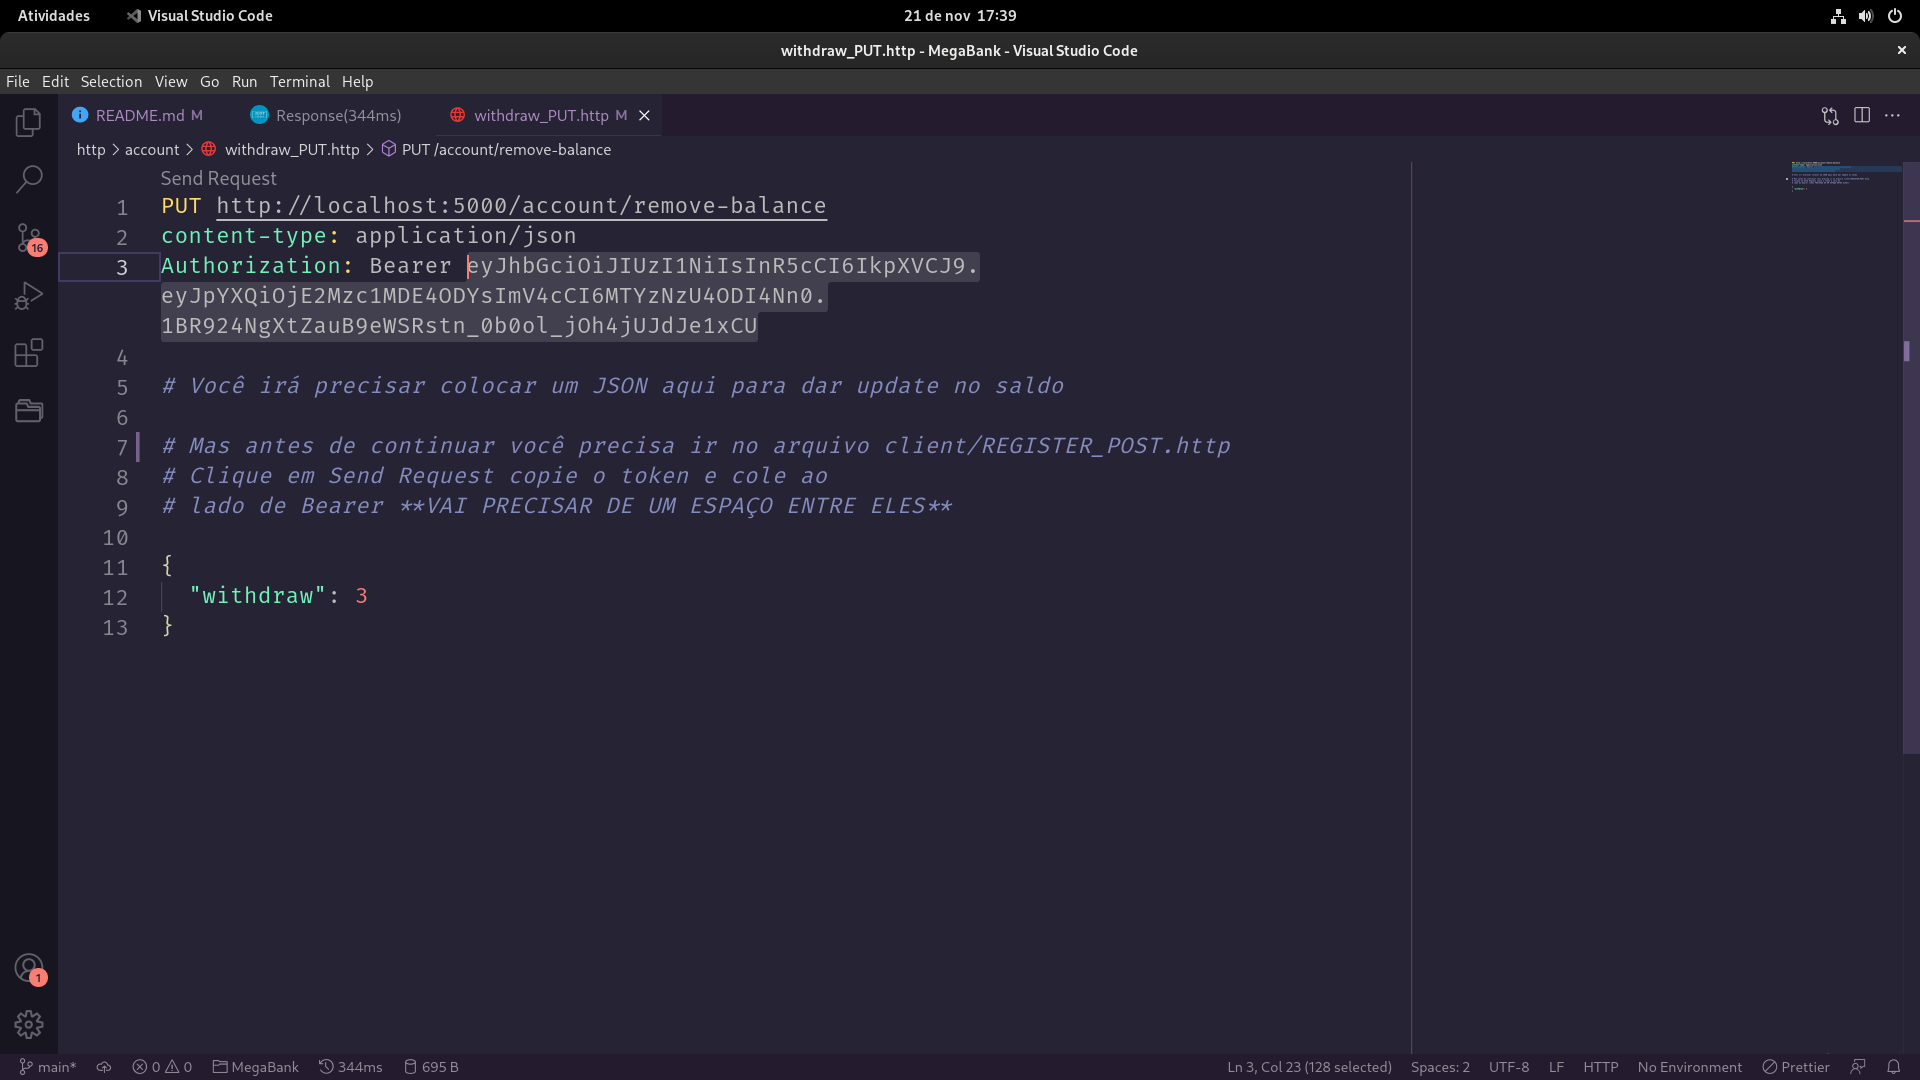 Atividades
Visual Studio Code
21 de nov 17:39
withdraw_PUT.http - MegaBank - Visual Studio Code
File Edit Selection View Go Run Terminal Help
README.md M
Response(344ms)
withdraw_PUT.http M
http > account > withdraw_PUT.http > PUT /account/remove-balance
Send Request
1 PUT http://localhost:5000/account/remove-balance
2 content-type: application/json
3 Authorization: Bearer eyJhbGciOiJIUzI1NiIsInR5cCI6IkpXVCJ9.
eyJpYXQiOjE2Mzc1MDE4ODYsImV4cCI6MTYzNzU4ODI4Nn0.
1BR924NgXtZauB9eWSRstn_0b0ol_jOh4jUJdJe1xCU
4
5 # Você irá precisar colocar um JSON aqui para dar update no saldo
6
7 # Mas antes de continuar você precisa ir no arquivo client/REGISTER_POST.http
8 # Clique em Send Request copie o token e cole ao
9 # lado de Bearer **VAI PRECISAR DE UM ESPAÇO ENTRE ELES**
10
11 {
12 "withdraw": 3
13 }
16
1
main* 0 0 MegaBank 344ms 695 B
Ln 3, Col 23 (128 selected) Spaces: 2 UTF-8 LF HTTP No Environment Prettier